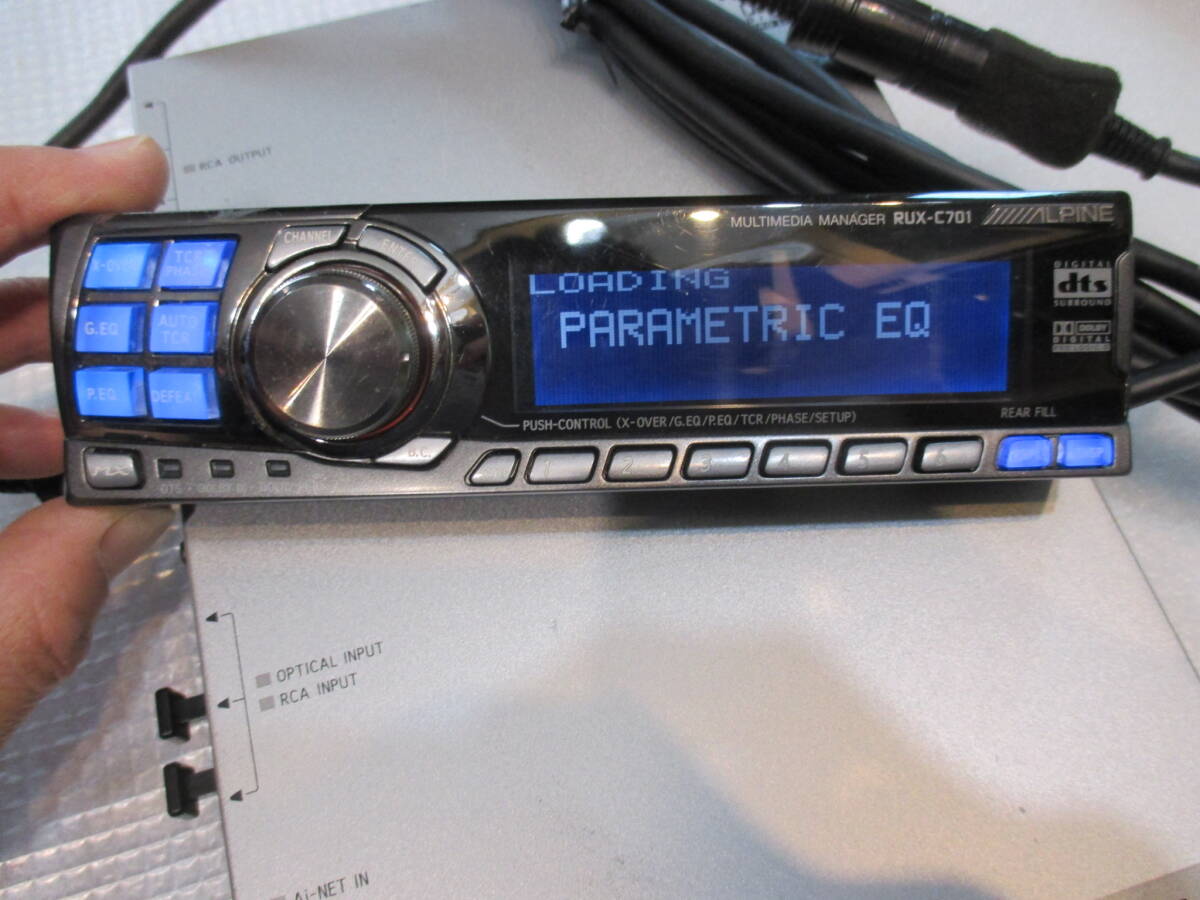 RCA OUTPUT
MULTIMEDIA MANAGER RUX-C701 ALPINE
CHANNEL
ENTER
X-OVER
TCR
PHASE
G.EQ
AUTO
TCR
P.EQ
DEFEAT
LOADING
PARAMETRIC EQ
DIGITAL
dts
SURROUND
DOLBY
DIGITAL
PUSH-CONTROL (X-OVER/G.EQ/P.EQ/TCR/PHASE/SETUP)
REAR FILL
B.C.
1 2 3 4 5 6
OPTICAL INPUT
RCA INPUT
Ai-NET IN